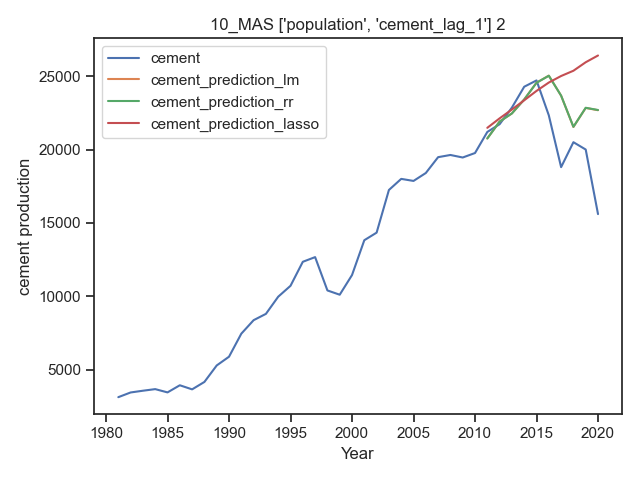 10_MAS ['population', 'cement_lag_1'] 2
cement
cement_prediction_lm
cement_prediction_rr
cement_prediction_lasso
cement production
25000
20000
15000
10000
5000
1980 1985 1990 1995 2000 2005 2010 2015 2020
Year